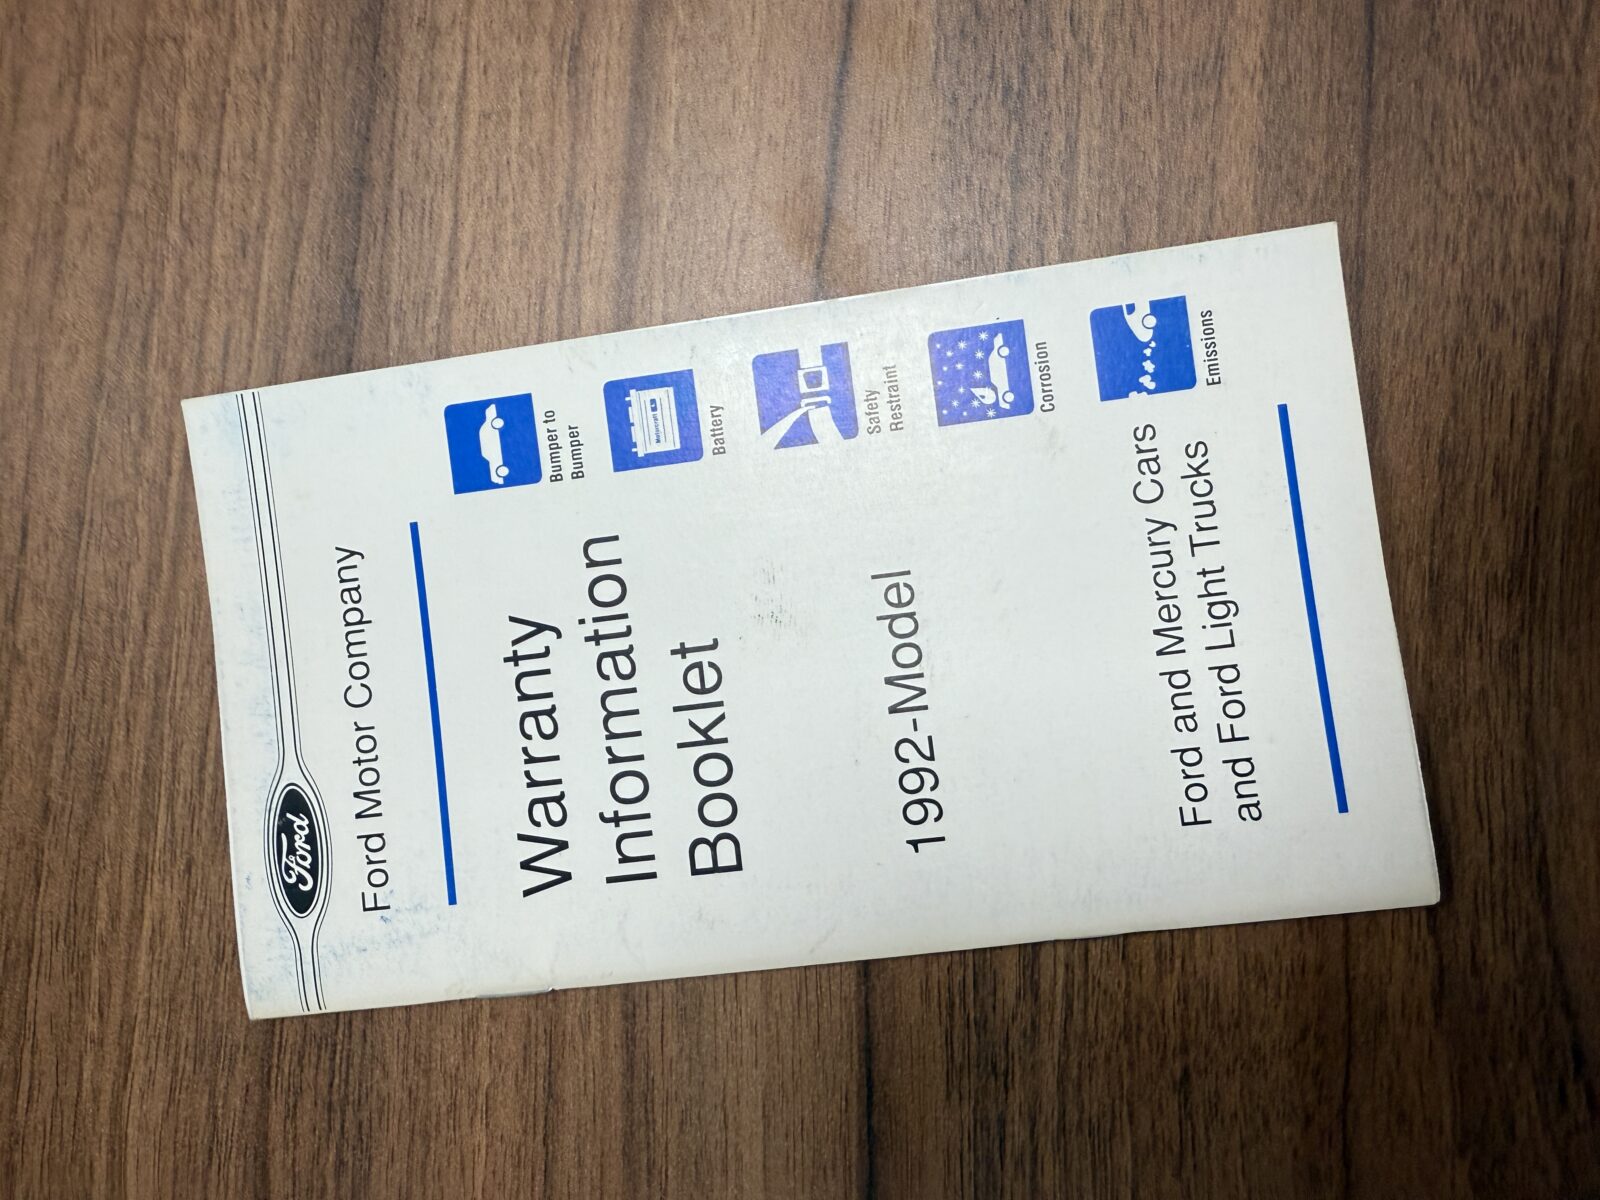 Ford
Ford Motor Company
Warranty
Information
Booklet
1992-Model
Ford and Mercury Cars
and Ford Light Trucks
Bumper to
Bumper
Motorcraft
Battery
Safety
Restraint
Corrosion
Emissions